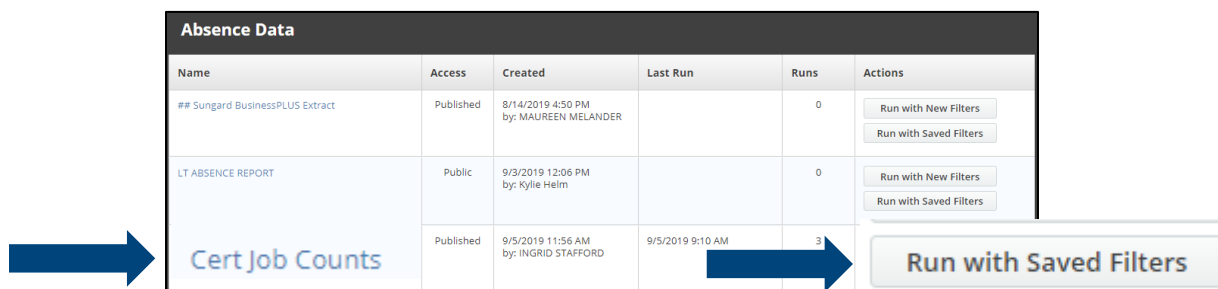 Absence Data
Name Access Created Last Run Runs Actions
## Sungard BusinessPLUS Extract Published 8/14/2019 4:50 PM 0 Run with New Filters
by: MAUREEN MELANDER
Run with Saved Filters
LT ABSENCE REPORT Public 9/3/2019 12:06 PM 0 Run with New Filters
by: Kylie Helm
Run with Saved Filters
Cert Job Counts Published 9/5/2019 11:56 AM 9/5/2019 9:10 AM 3
by: INGRID STAFFORD
Run with Saved Filters